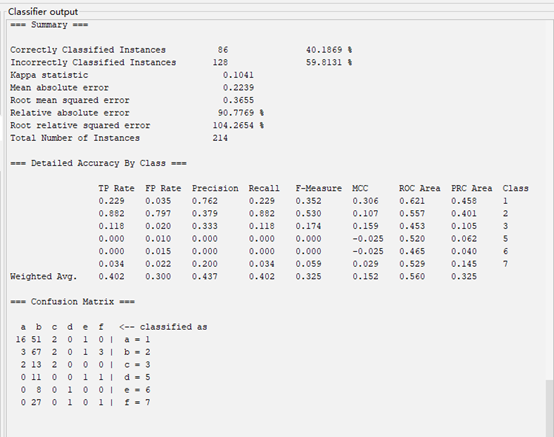 Classifier output
=== Summary ===
Correctly Classified Instances 86 40.1869 %
Incorrectly Classified Instances 128 59.8131 %
Kappa statistic 0.1041
Mean absolute error 0.2239
Root mean squared error 0.3655
Relative absolute error 90.7769 %
Root relative squared error 104.2654 %
Total Number of Instances 214
=== Detailed Accuracy By Class ===
TP Rate FP Rate Precision Recall F-Measure MCC ROC Area PRC Area Class
0.229 0.035 0.762 0.229 0.352 0.306 0.621 0.458 1
0.882 0.797 0.379 0.882 0.530 0.107 0.557 0.401 2
0.118 0.020 0.333 0.118 0.174 0.159 0.453 0.105 3
0.000 0.010 0.000 0.000 0.000 -0.025 0.520 0.062 5
0.000 0.015 0.000 0.000 0.000 -0.025 0.465 0.040 6
0.034 0.022 0.200 0.034 0.059 0.029 0.529 0.145 7
Weighted Avg. 0.402 0.300 0.437 0.402 0.325 0.152 0.560 0.325
=== Confusion Matrix ===
a b c d e f <-- classified as
16 51 2 0 1 0 | a = 1
3 67 2 0 1 3 | b = 2
2 13 2 0 0 0 | c = 3
0 11 0 0 1 1 | d = 5
0 8 0 1 0 0 | e = 6
0 27 0 1 0 1 | f = 7